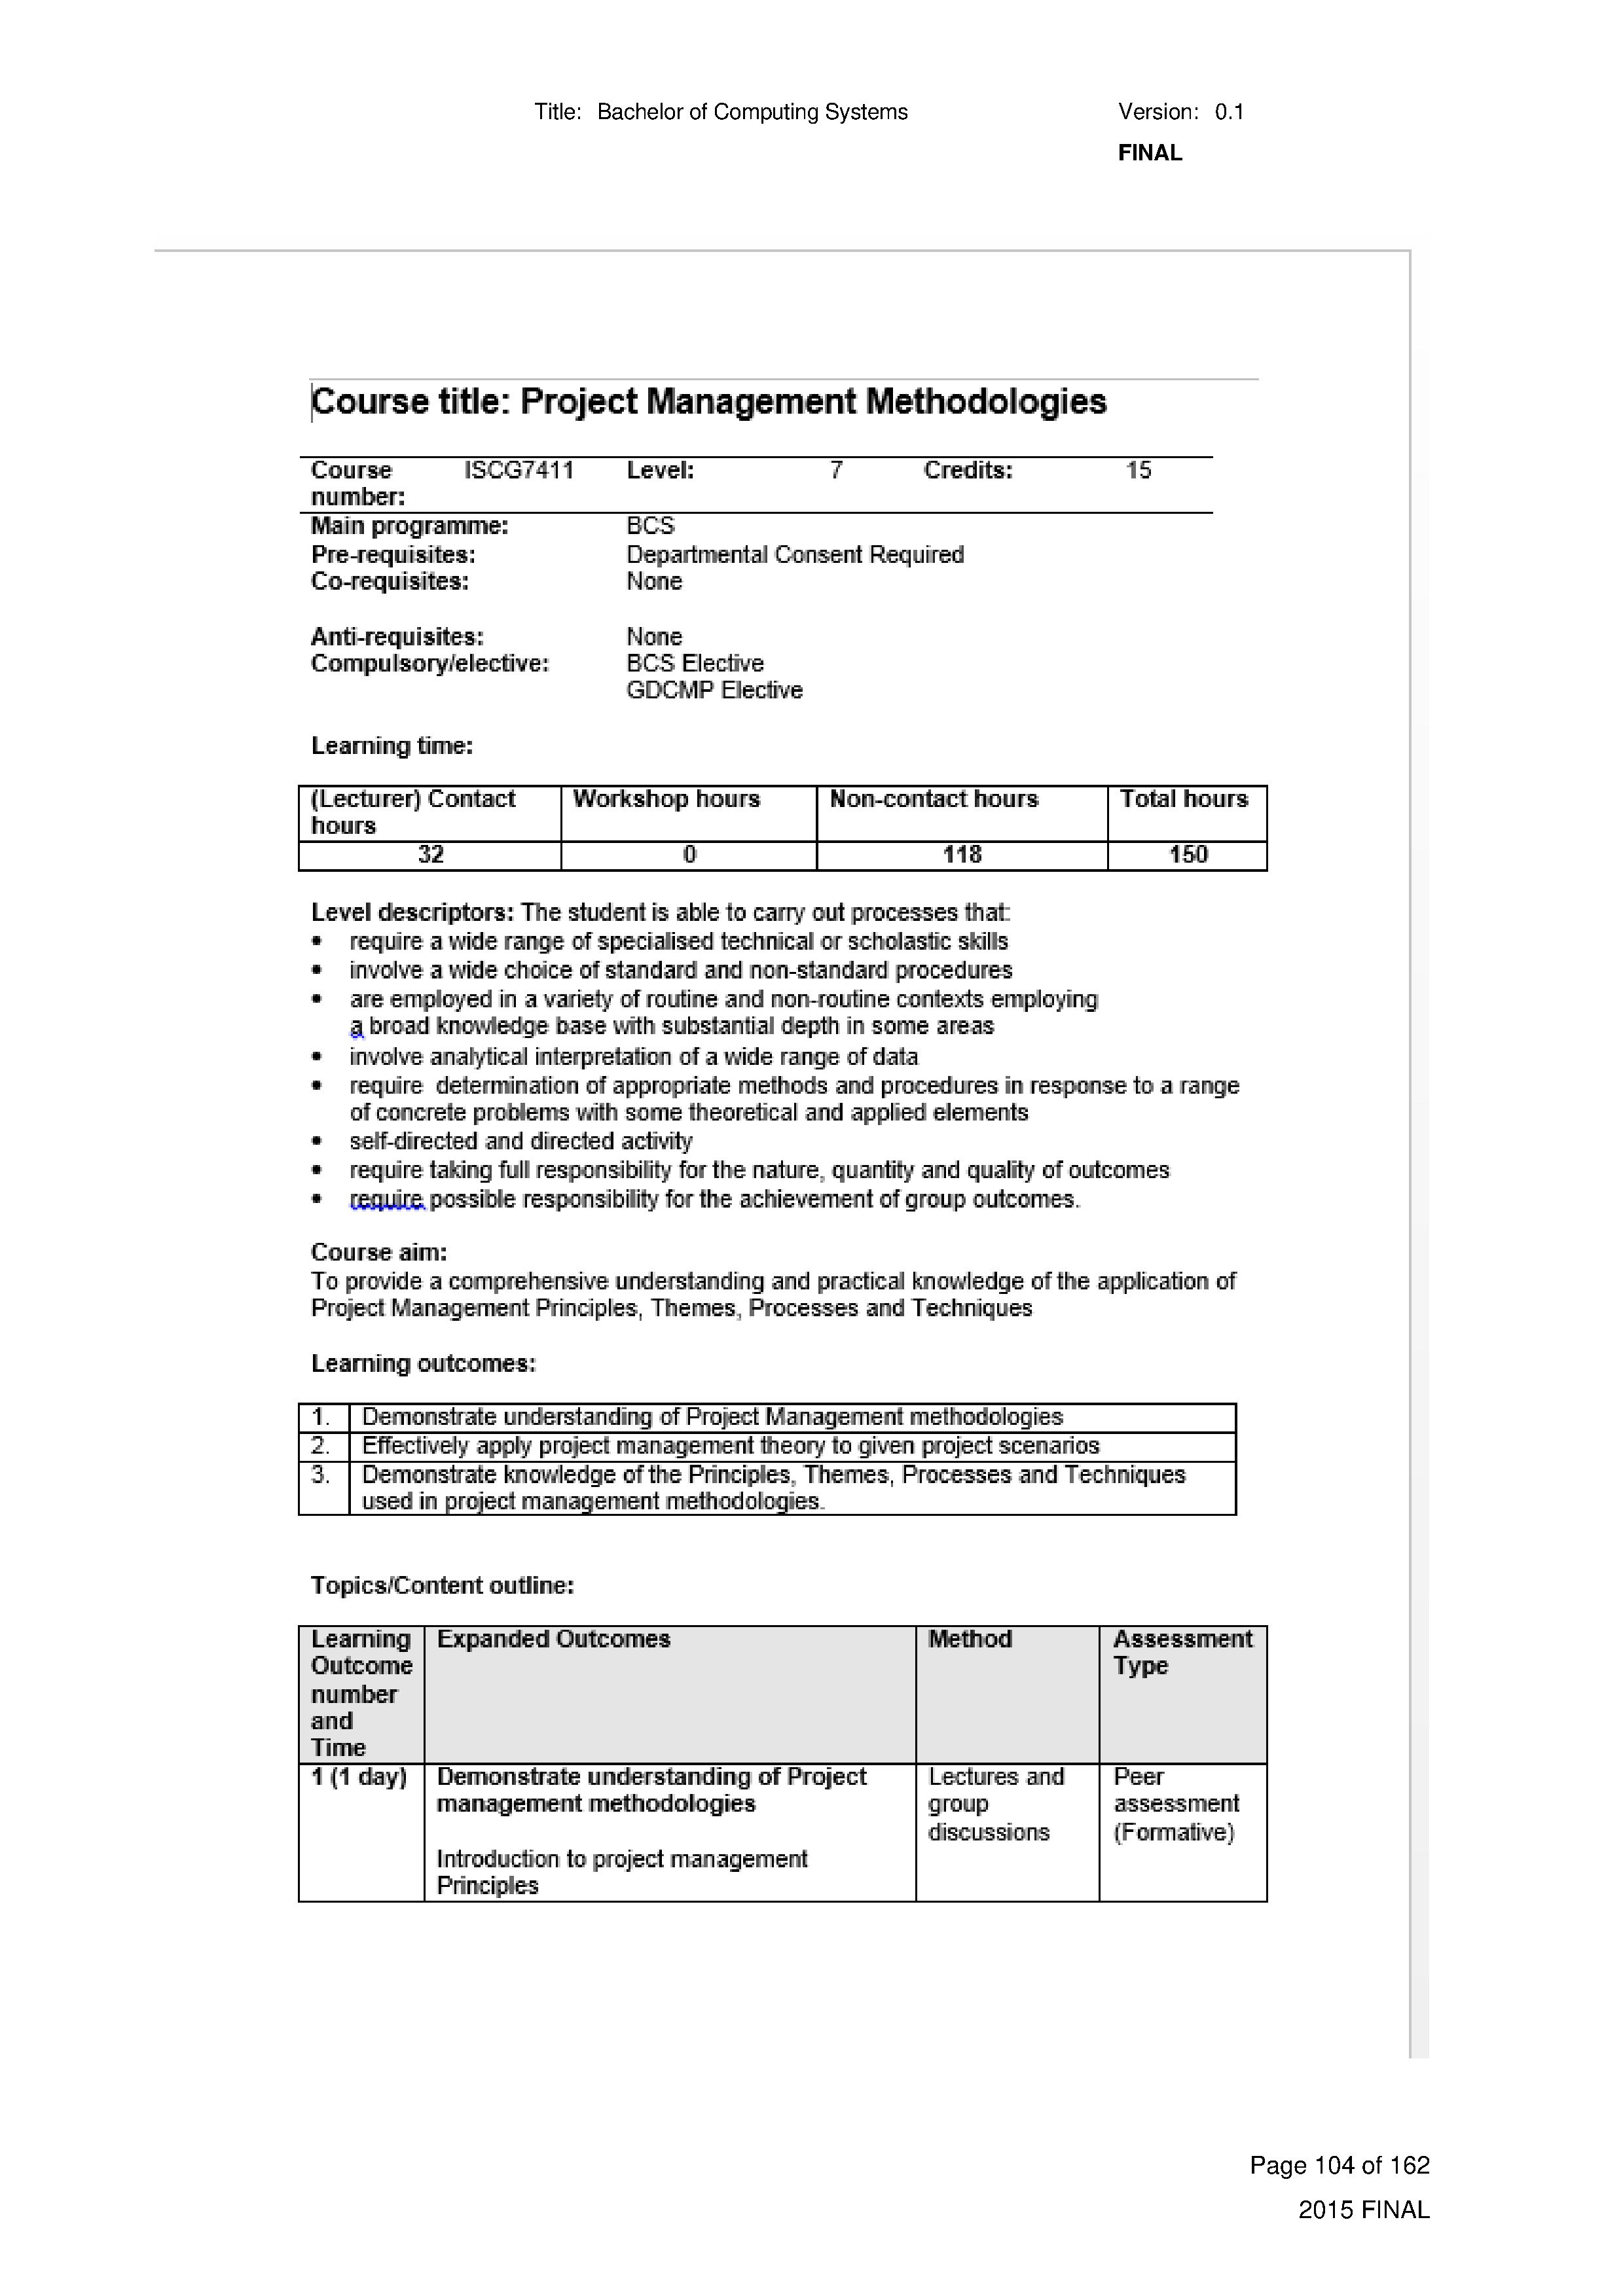 Title: Bachelor of Computing Systems Version: 0.1
FINAL
Course title: Project Management Methodologies
Course ISCG7411 Level: 7 Credits: 15
number:
Main programme: BCS
Pre-requisites: Departmental Consent Required
Co-requisites: None
Anti-requisites: None
Compulsory/elective: BCS Elective
GDCMP Elective
Learning time:
(Lecturer) Contact Workshop hours Non-contact hours Total hours
hours
32 0 118 150
Level descriptors: The student is able to carry out processes that:
• require a wide range of specialised technical or scholastic skills
• involve a wide choice of standard and non-standard procedures
• are employed in a variety of routine and non-routine contexts employing
a broad knowledge base with substantial depth in some areas
• involve analytical interpretation of a wide range of data
• require determination of appropriate methods and procedures in response to a range
of concrete problems with some theoretical and applied elements
• self-directed and directed activity
• require taking full responsibility for the nature, quantity and quality of outcomes
• require possible responsibility for the achievement of group outcomes.
Course aim:
To provide a comprehensive understanding and practical knowledge of the application of
Project Management Principles, Themes, Processes and Techniques
Learning outcomes:
1. Demonstrate understanding of Project Management methodologies
2. Effectively apply project management theory to given project scenarios
3. Demonstrate knowledge of the Principles, Themes, Processes and Techniques
used in project management methodologies.
Topics/Content outline:
Learning Expanded Outcomes Method Assessment
Outcome Type
number
and
Time
1 (1 day) Demonstrate understanding of Project Lectures and Peer
management methodologies group assessment
discussions (Formative)
Introduction to project management
Principles
Page 104 of 162
2015 FINAL